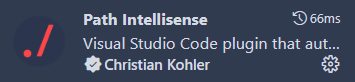 Path Intellisense 66ms
Visual Studio Code plugin that aut...
Christian Kohler